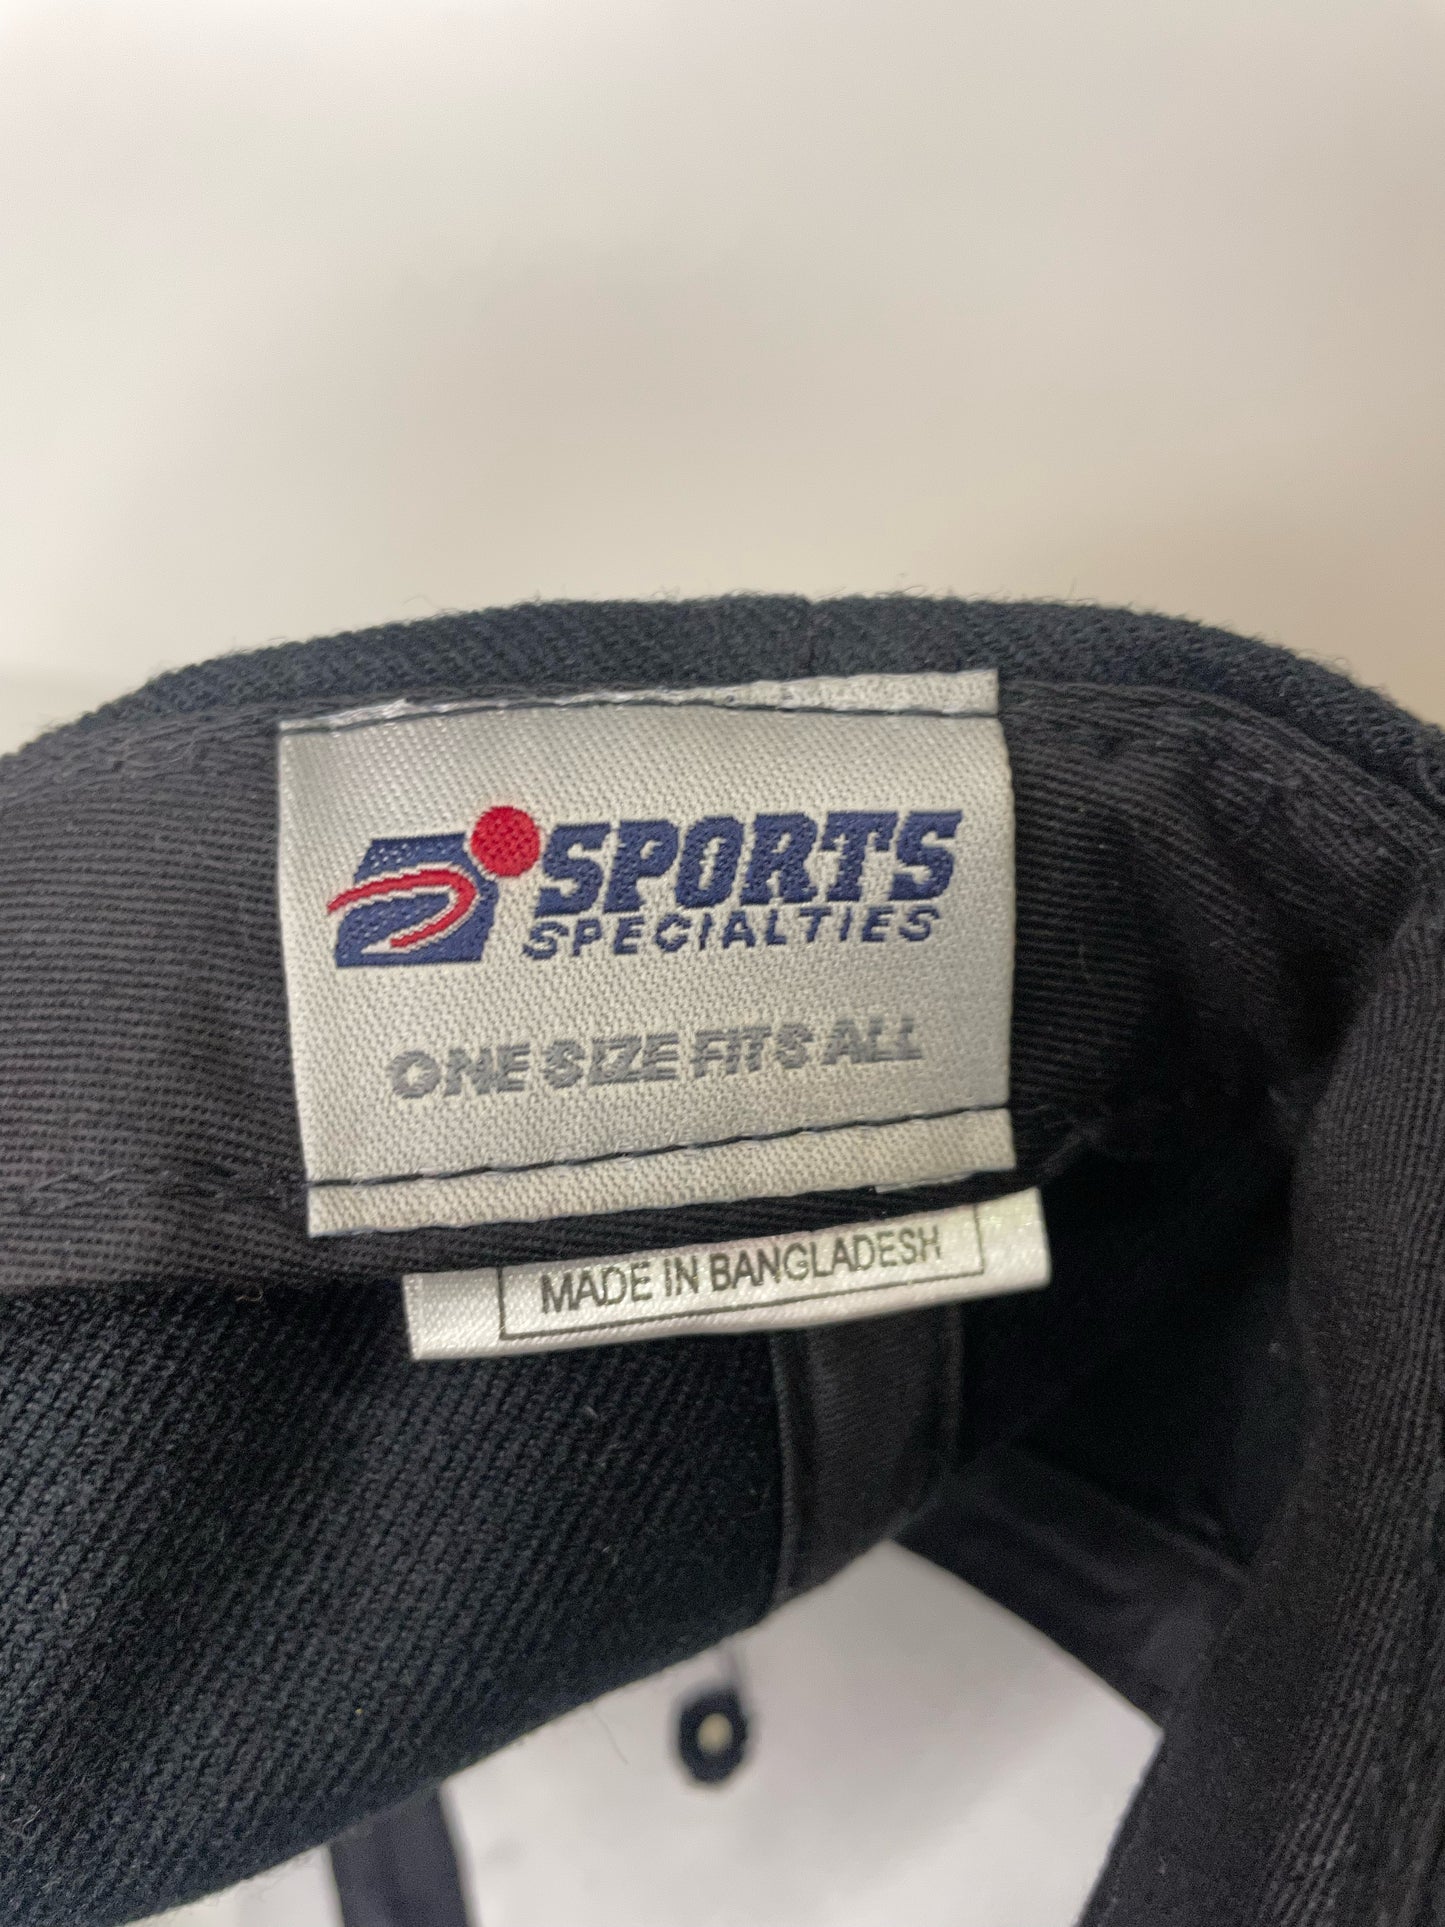 SPORTS
SPECIALTIES
ONE SIZE FITS ALL
MADE IN BANGLADESH